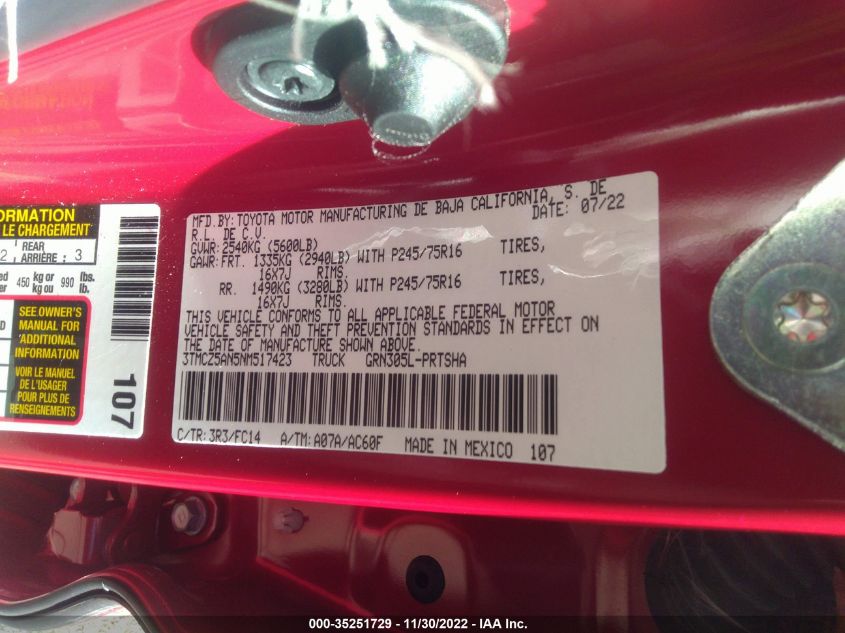 ORMATION
LE CHARGEMENT
2 REAR ARRIÈRE : 3
450 kg or kg ou 990 lbs. lb.
SEE OWNER'S
MANUAL FOR
ADDITIONAL
INFORMATION
VOIR LE MANUEL
DE L'USAGER
POUR PLUS DE
RENSEIGNEMENTS
107
MFD. BY: TOYOTA MOTOR MANUFACTURING DE BAJA CALIFORNIA, S. DE
R.L. DE C.V. DATE: 07/22
GVWR: 2540KG (5600LB)
GAWR: FRT. 1335KG (2940LB) WITH P245/75R16 TIRES,
16X7J RIMS.
RR. 1490KG (3280LB) WITH P245/75R16 TIRES,
16X7J RIMS.
THIS VEHICLE CONFORMS TO ALL APPLICABLE FEDERAL MOTOR
VEHICLE SAFETY AND THEFT PREVENTION STANDARDS IN EFFECT ON
THE DATE OF MANUFACTURE SHOWN ABOVE.
3TMCZ5AN5NM517423 TRUCK GRN305L-PRTSHA
C/TR: 3R3/FC14 A/TM: A07A/AC60F MADE IN MEXICO 107
000-35251729 - 11/30/2022 - IAA Inc.